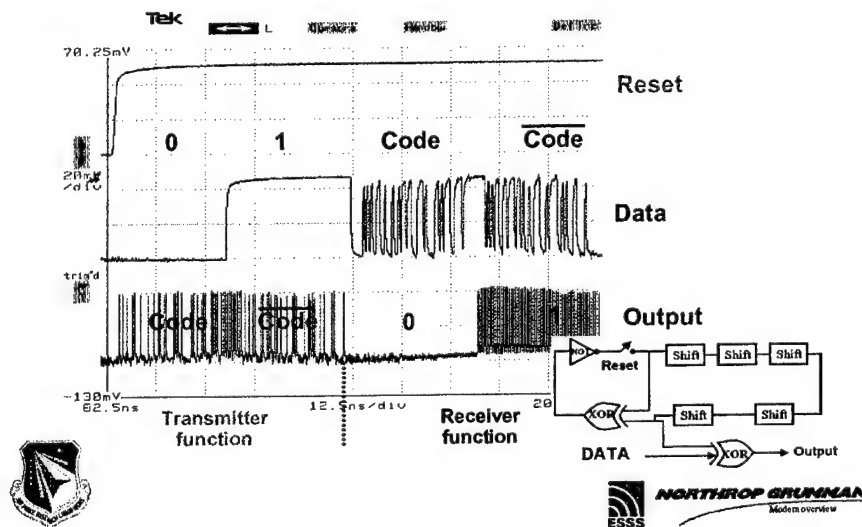 Tek
L
70.25mV
Reset
0 1 Code Code
20mV
/div
Data
trig'd
Code Code 0 1 Output
NOT
Reset
Shift Shift Shift
-130mV
62.5ns 12.5ns/div 20
Transmitter function
Receiver function
XOR
Shift Shift
DATA
XOR
Output
ESSS
NORTHROP GRUMMAN
Modern overview